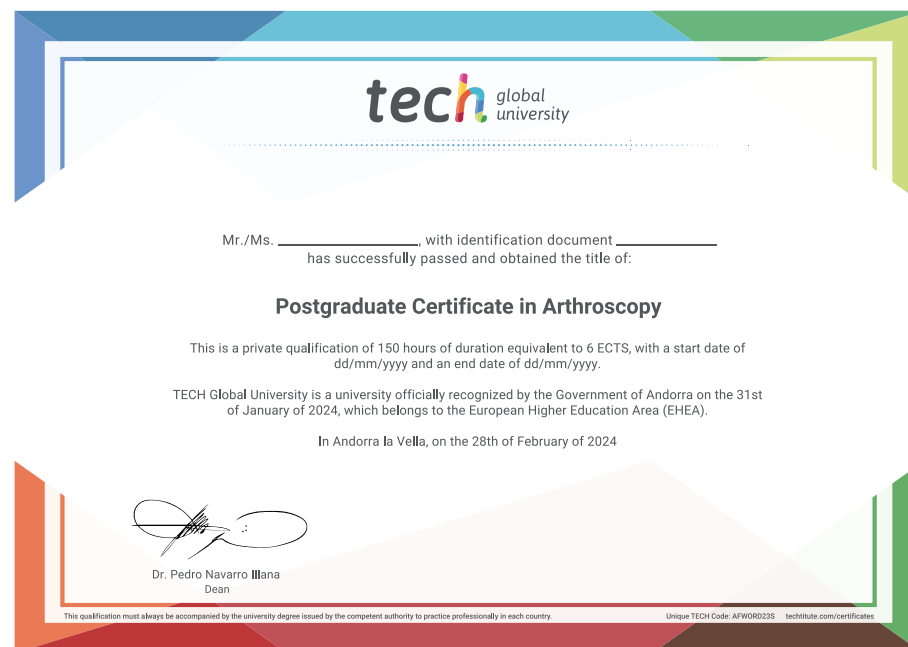 tech global university
Mr./Ms. ____________________, with identification document ______________
has successfully passed and obtained the title of:
Postgraduate Certificate in Arthroscopy
This is a private qualification of 150 hours of duration equivalent to 6 ECTS, with a start date of
dd/mm/yyyy and an end date of dd/mm/yyyy.
TECH Global University is a university officially recognized by the Government of Andorra on the 31st
of January of 2024, which belongs to the European Higher Education Area (EHEA).
In Andorra la Vella, on the 28th of February of 2024
Dr. Pedro Navarro Illana
Dean
This qualification must always be accompanied by the university degree issued by the competent authority to practice professionally in each country.
Unique TECH Code: AFWORD23S techtitute.com/certificates